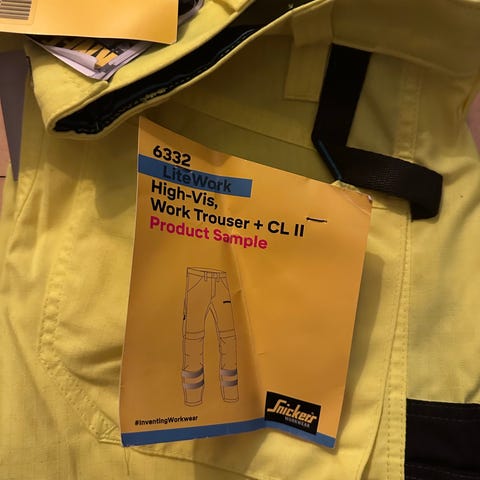 6332
LiteWork
High-Vis,
Work Trouser + CL II
Product Sample
#InventingWorkwear
Snickers
WORKWEAR